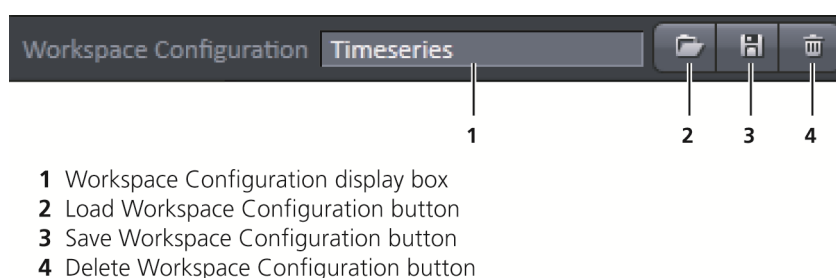 Workspace Configuration Timeseries
1 2 3 4
1 Workspace Configuration display box
2 Load Workspace Configuration button
3 Save Workspace Configuration button
4 Delete Workspace Configuration button